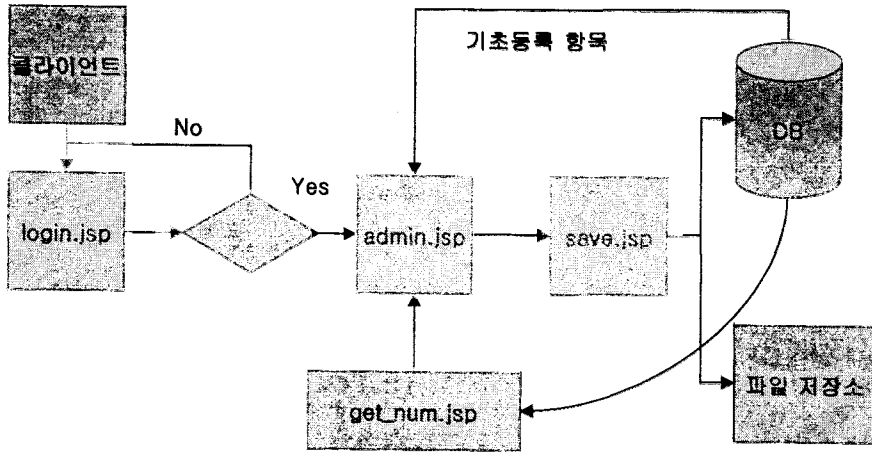 기초등록 항목
클라이언트
DB
No
Yes
login.jsp
admin.jsp
save.jsp
파일 저장소
get_num.jsp